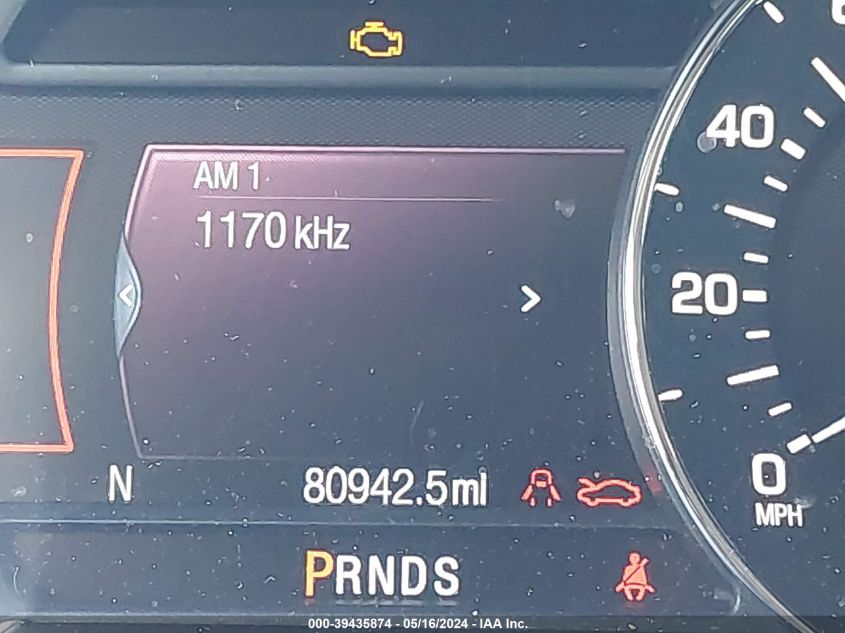 AM 1
1170 kHz
40
20
0
MPH
N
80942.5mi
PRNDS
000-39435874 - 05/16/2024 - IAA Inc.